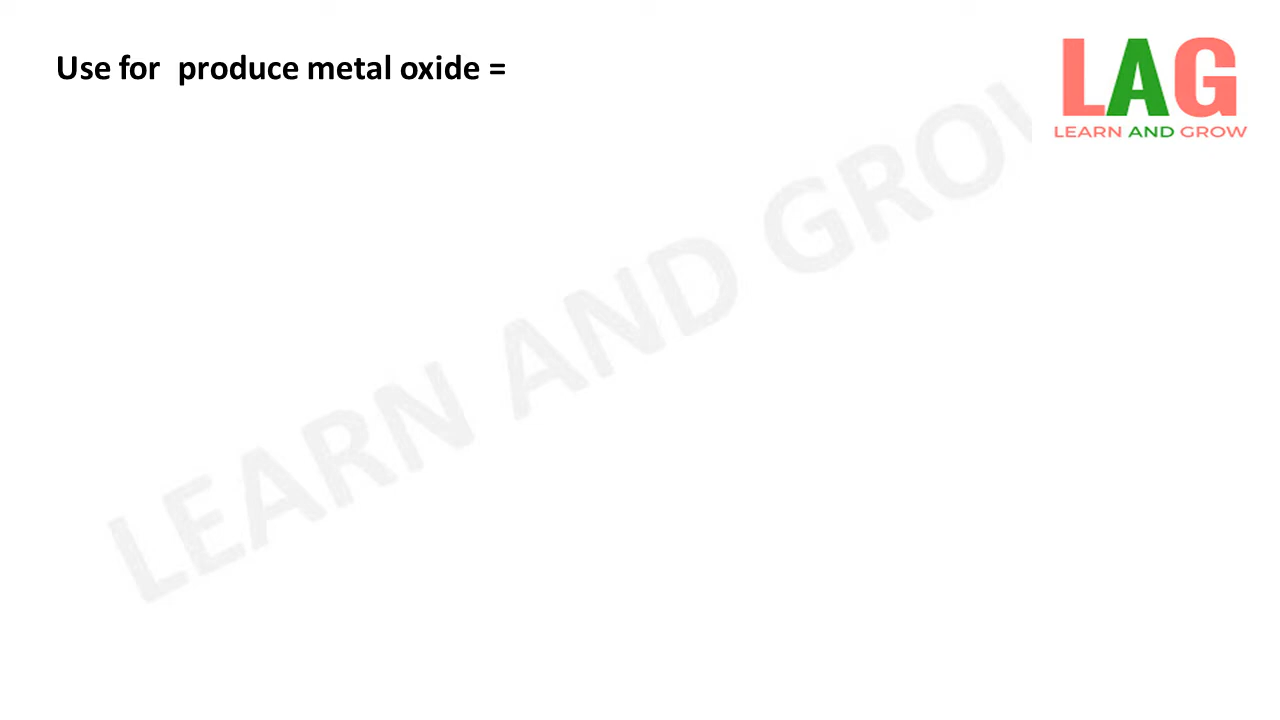 Use for  produce metal oxide =
LAG
LEARN AND GROW
LEARN AND GROW